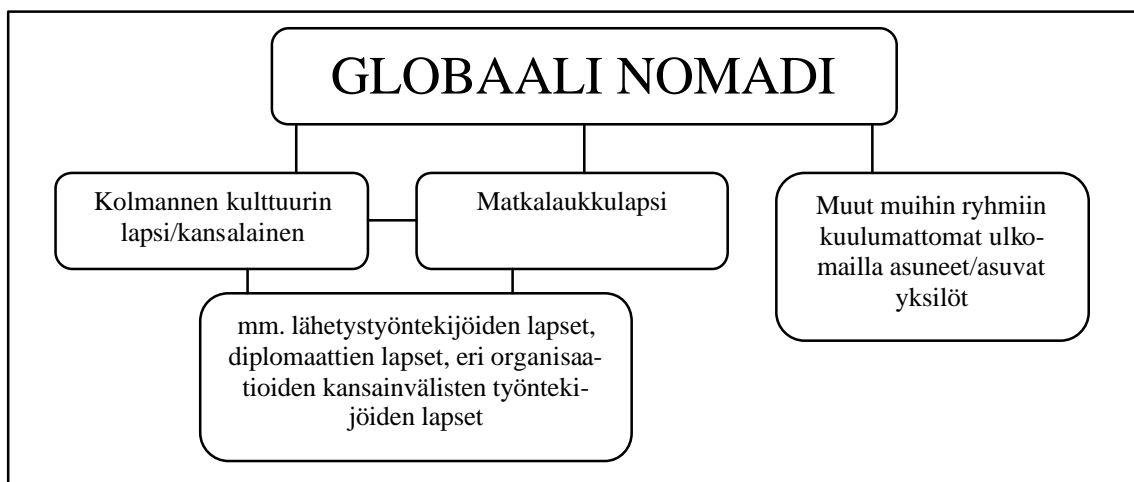 GLOBAALI NOMADI
Kolmannen kulttuurin
lapsi/kansalainen
Matkalaukkulapsi
Muut muihin ryhmiin
kuulumattomat ulko-
mailla asuneet/asuvat
yksilöt
mm. lähetystyöntekijöiden lapset,
diplomaattien lapset, eri organisaa-
tioiden kansainvälisten työnteki-
jöiden lapset